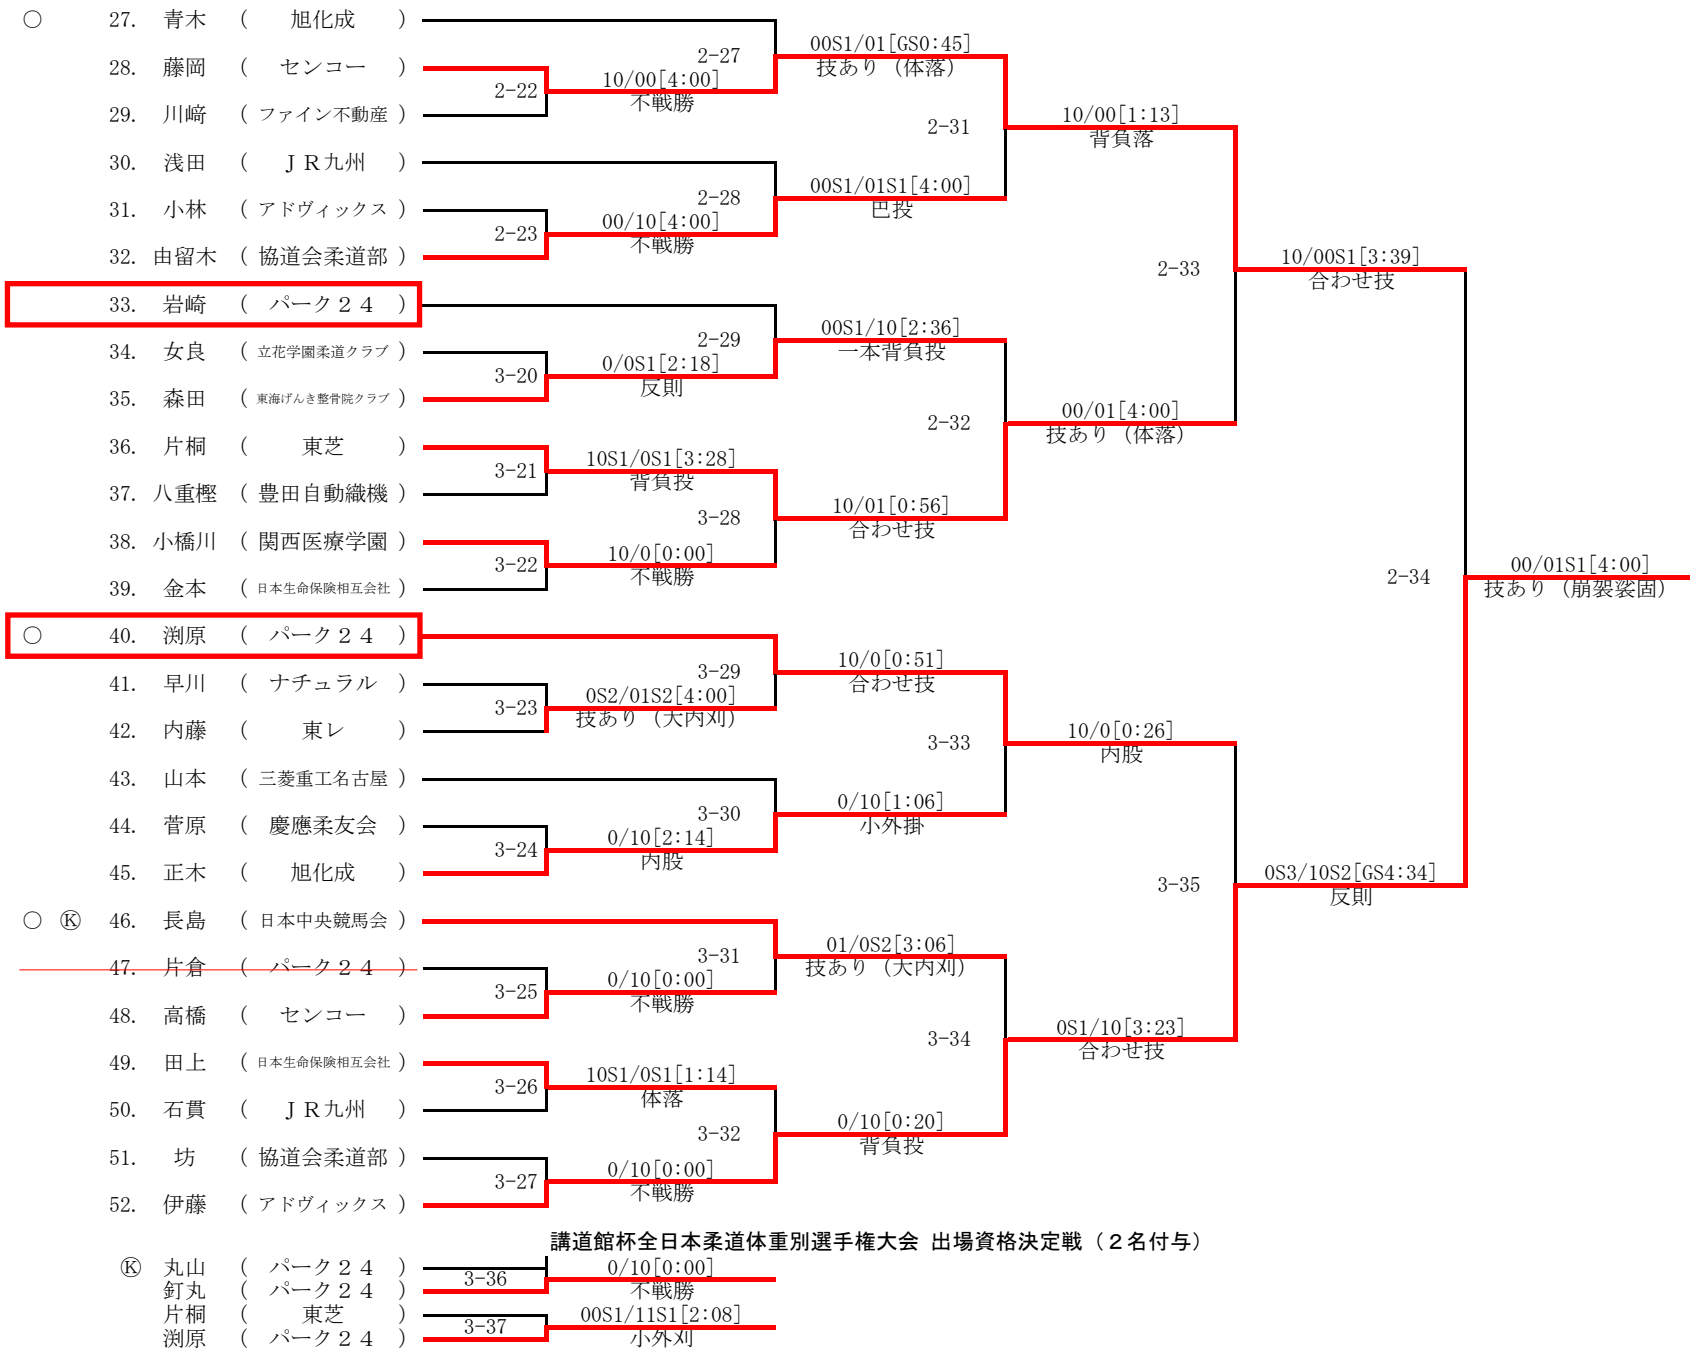 ○ 27. 青木 ( 旭化成 )
00S1/01[GS0:45]
2-27
28. 藤岡 ( センコー ) 技あり（体落）
10/00[4:00]
2-22
不戦勝
29. 川﨑 ( ファイン不動産 ) 10/00[1:13]
2-31
背負落
30. 浅田 ( ＪＲ九州 )
00S1/01S1[4:00]
2-28
31. 小林 ( アドヴィックス ) 巴投
00/10[4:00]
2-23
不戦勝
32. 由留木 ( 協道会柔道部 ) 10/00S1[3:39]
2-33
合わせ技
33. 岩崎 ( パーク２４ )
00S1/10[2:36]
2-29
34. 女良 ( 立花学園柔道クラブ ) 一本背負投
0/0S1[2:18]
3-20
反則
35. 森田 ( 東海げんき整骨院クラブ ) 00/01[4:00]
2-32
技あり（体落）
36. 片桐 ( 東芝 )
10S1/0S1[3:28]
3-21
背負投
37. 八重樫 ( 豊田自動織機 ) 10/01[0:56]
3-28
合わせ技
38. 小橋川 ( 関西医療学園 )
10/0[0:00]
3-22
不戦勝
00/01S1[4:00]
2-34
39. 金本 ( 日本生命保険相互会社 ) 技あり（崩袈裟固）
○ 40. 渕原 ( パーク２４ )
10/0[0:51]
3-29
41. 早川 ( ナチュラル ) 合わせ技
0S2/01S2[4:00]
3-23
技あり（大内刈）
42. 内藤 ( 東レ ) 10/0[0:26]
3-33
内股
43. 山本 ( 三菱重工名古屋 )
0/10[1:06]
3-30
44. 菅原 ( 慶應柔友会 ) 小外掛
0/10[2:14]
3-24
内股
45. 正木 ( 旭化成 ) 0S3/10S2[GS4:34]
3-35
反則
○ Ⓚ 46. 長島 ( 日本中央競馬会 )
01/0S2[3:06]
3-31
47. 片倉 ( パーク２４ ) 技あり（大内刈）
0/10[0:00]
3-25
不戦勝
48. 高橋 ( センコー ) 0S1/10[3:23]
3-34
合わせ技
49. 田上 ( 日本生命保険相互会社 )
10S1/0S1[1:14]
3-26
体落
50. 石貫 ( ＪＲ九州 ) 0/10[0:20]
3-32
背負投
51. 坊 ( 協道会柔道部 )
0/10[0:00]
3-27
不戦勝
52. 伊藤 ( アドヴィックス )
講道館杯全日本柔道体重別選手権大会 出場資格決定戦（２名付与）
Ⓚ 丸山 ( パーク２４ ) 0/10[0:00]
3-36
釘丸 ( パーク２４ ) 不戦勝
片桐 ( 東芝 ) 00S1/11S1[2:08]
3-37
渕原 ( パーク２４ ) 小外刈